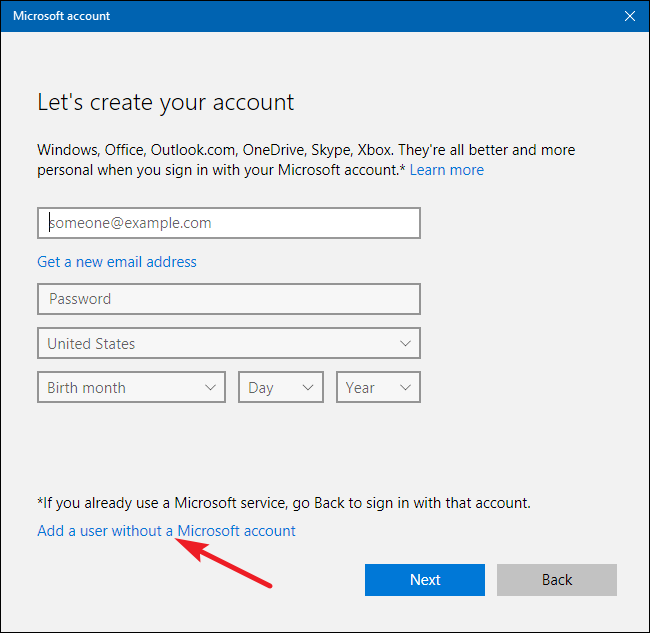 Microsoft account
Let's create your account
Windows, Office, Outlook.com, OneDrive, Skype, Xbox. They're all better and more
personal when you sign in with your Microsoft account.* Learn more
someone@example.com
Get a new email address
Password
United States
Birth month Day Year
*If you already use a Microsoft service, go Back to sign in with that account.
Add a user without a Microsoft account
Next Back